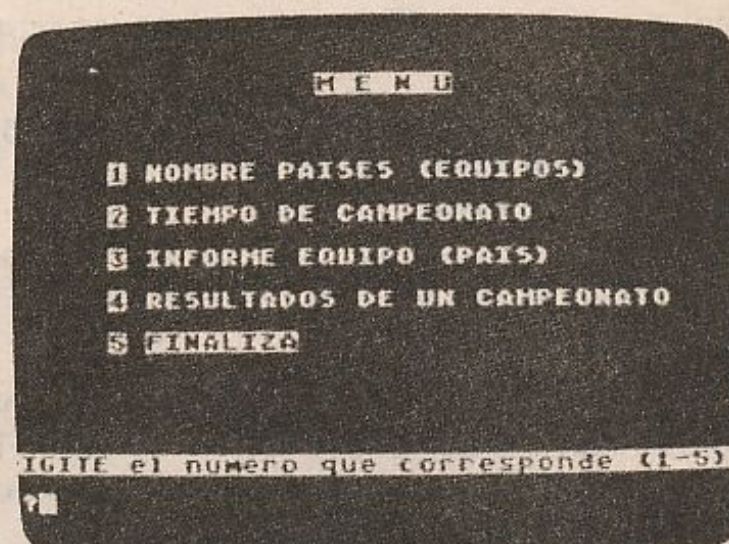 M E N U
1 NOMBRE PAISES (EQUIPOS)
2 TIEMPO DE CAMPEONATO
3 INFORME EQUIPO (PAIS)
4 RESULTADOS DE UN CAMPEONATO
5 FINALIZA
IGITE el numero que corresponde (1-5)
?